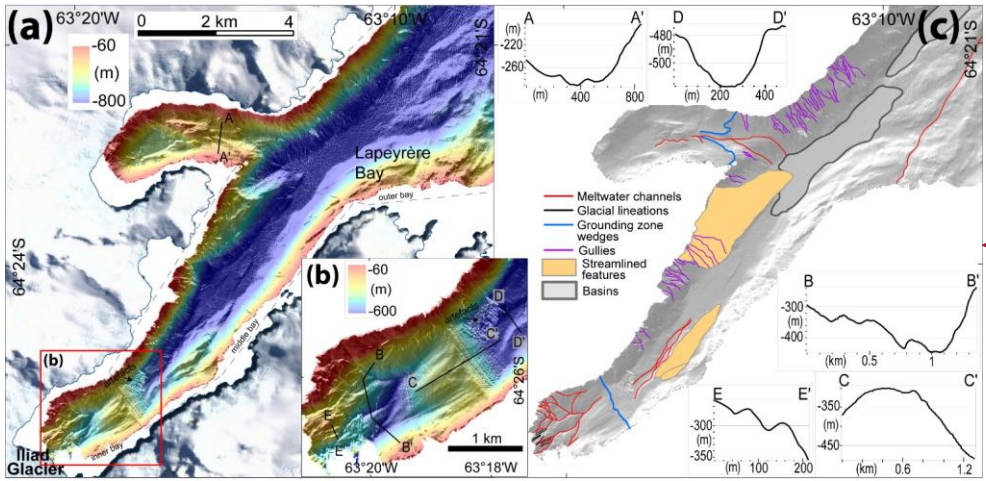 (a)
63°20'W
63°10'W
64°21'S
0
2 km
4
-60
(m)
-800
A
A'
Lapeyrère
Bay
outer bay
64°24'S
middle bay
(b)
artefacts
inner bay
Iliad
Glacier
(b)
-60
(m)
-600
artefacts
D
D'
C'
C
B
B'
E
E'
64°26'S
1 km
63°20'W
63°18'W
(c)
63°10'W
64°21'S
A
A'
-220
-260
(m)
400
800
D
D'
-480
-500
(m)
200
400
Meltwater channels
Glacial lineations
Grounding zone
wedges
Gullies
Streamlined
features
Basins
B
B'
-300
(m)
-400
(km)
0.5
1
E
E'
-300
(m)
-350
(m)
100
200
C
C'
-350
(m)
-450
(km)
0.6
1.2